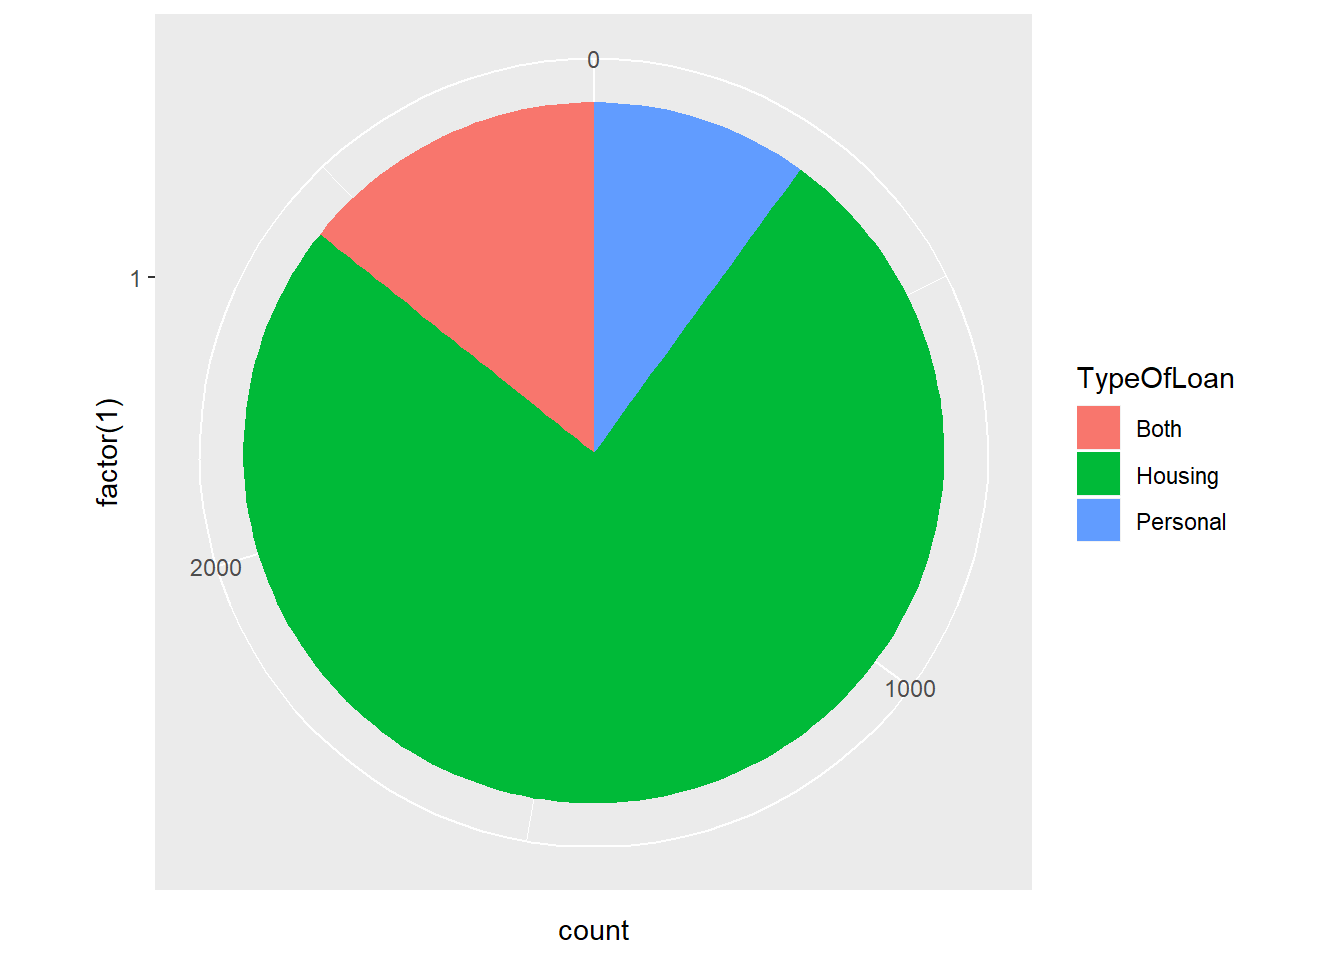 0
1
2000
1000
factor(1)
count
TypeOfLoan
Both
Housing
Personal